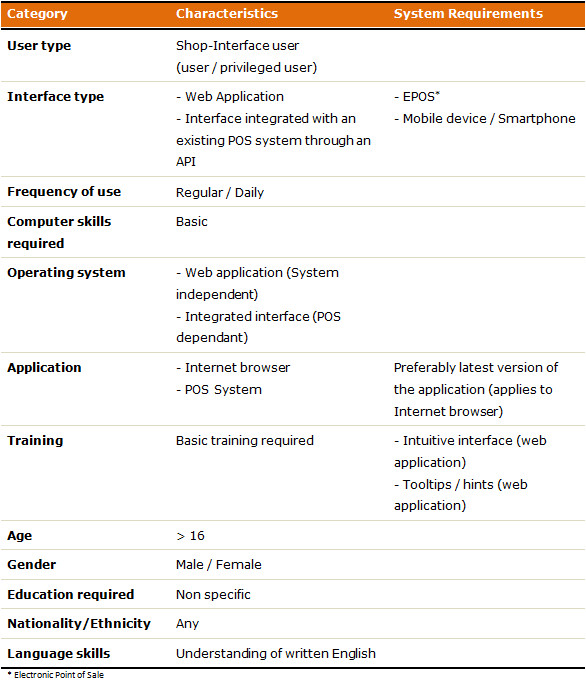 Category Characteristics System Requirements
User type Shop-Interface user
(user / privileged user)
Interface type - Web Application - EPOS*
- Interface integrated with an - Mobile device / Smartphone
existing POS system through an
API
Frequency of use Regular / Daily
Computer skills Basic
required
Operating system - Web application (System
independent)
- Integrated interface (POS
dependant)
Application - Internet browser Preferably latest version of
- POS System the application (applies to
Internet browser)
Training Basic training required - Intuitive interface (web
application)
- Tooltips / hints (web
application)
Age > 16
Gender Male / Female
Education required Non specific
Nationality/Ethnicity Any
Language skills Understanding of written English
* Electronic Point of Sale